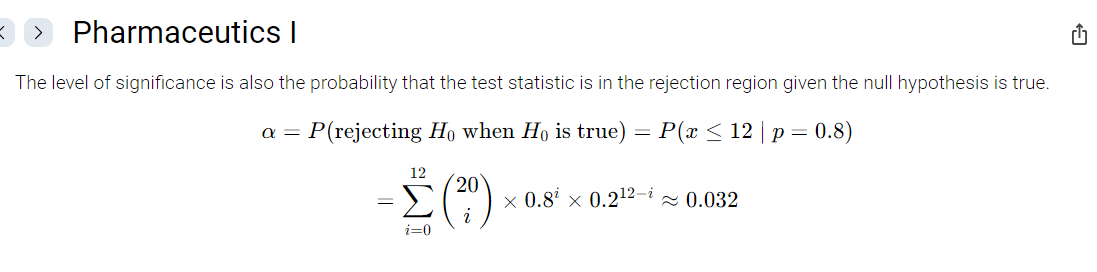 Pharmaceutics I
The level of significance is also the probability that the test statistic is in the rejection region given the null hypothesis is true.
α = P(rejecting H₀ when H₀ is true) = P(x ≤ 12 | p = 0.8)
= ∑_{i=0}^{12} (20 i) × 0.8^i × 0.2^{12−i} ≈ 0.032